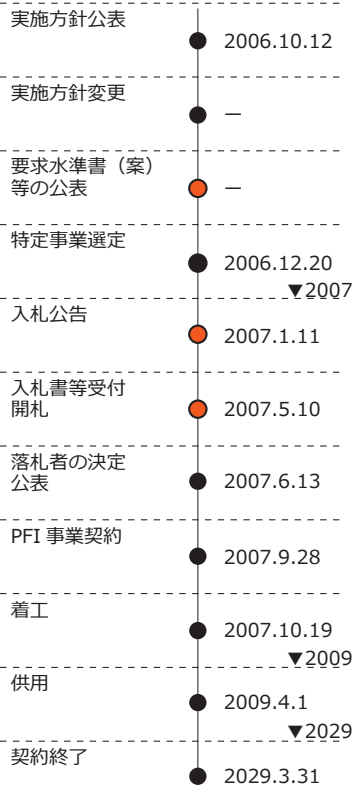 実施方針公表
2006.10.12
実施方針変更
ー
要求水準書（案）
等の公表
ー
特定事業選定
2006.12.20
▼2007
入札公告
2007.1.11
入札書等受付
開札
2007.5.10
落札者の決定
公表
2007.6.13
PFI 事業契約
2007.9.28
着工
2007.10.19
▼2009
供用
2009.4.1
▼2029
契約終了
2029.3.31